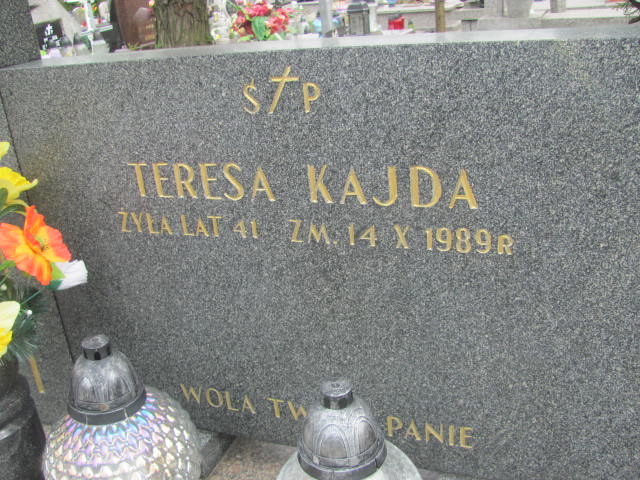 Ś P
TERESA KAJDA
ŻYŁA LAT 41 ZM. 14 X 1989R
WOLA PANIE